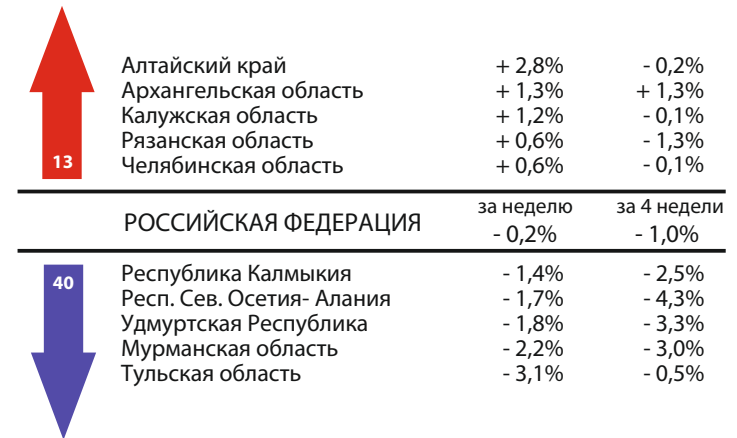 Алтайский край + 2,8% - 0,2%
Архангельская область + 1,3% + 1,3%
Калужская область + 1,2% - 0,1%
Рязанская область + 0,6% - 1,3%
13 Челябинская область + 0,6% - 0,1%
за неделю за 4 недели
РОССИЙСКАЯ ФЕДЕРАЦИЯ - 0,2% - 1,0%
40 Республика Калмыкия - 1,4% - 2,5%
Респ. Сев. Осетия- Алания - 1,7% - 4,3%
Удмуртская Республика - 1,8% - 3,3%
Мурманская область - 2,2% - 3,0%
Тульская область - 3,1% - 0,5%